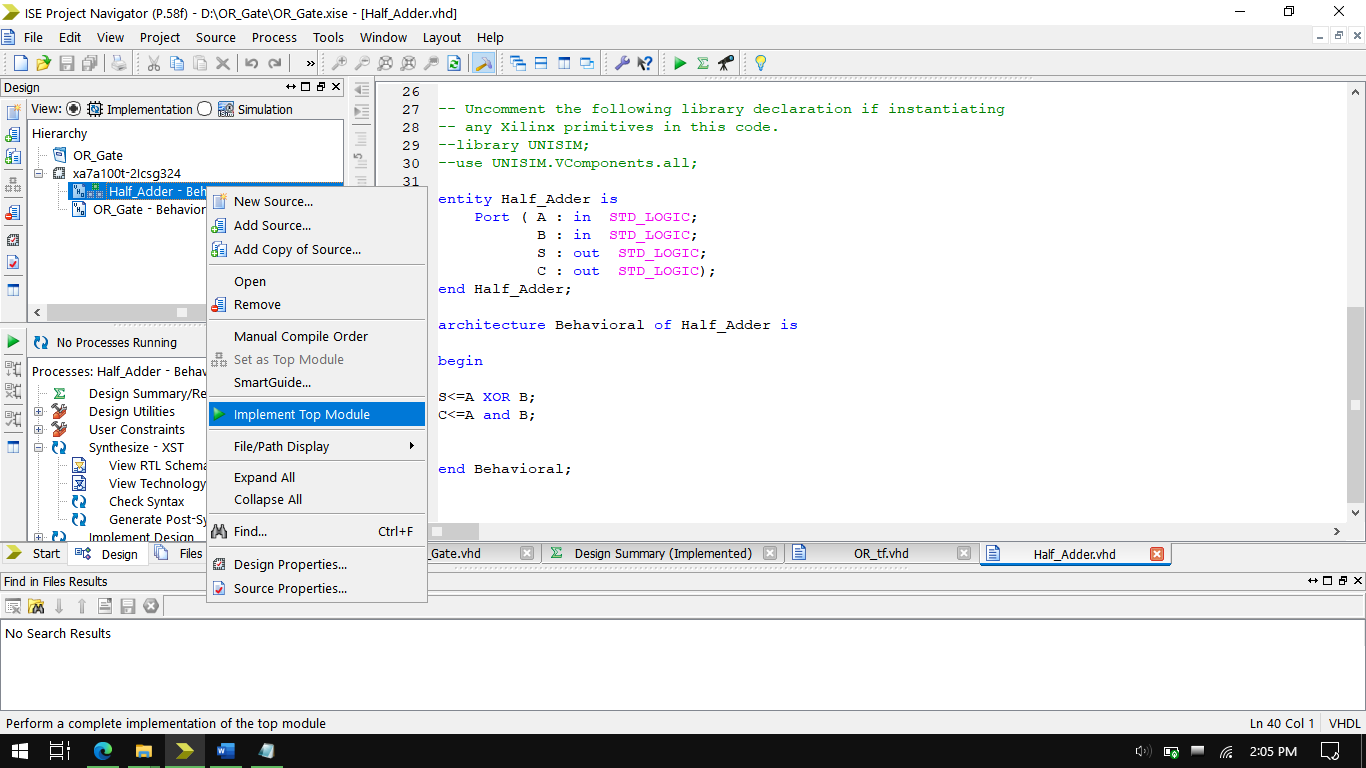 ISE Project Navigator (P.58f) - D:\OR_Gate\OR_Gate.xise - [Half_Adder.vhd]
File Edit View Project Source Process Tools Window Layout Help
Design
View: Implementation Simulation
Hierarchy
OR_Gate
xa7a100t-2Icsg324
Half_Adder - Beh
OR_Gate - Behavior
No Processes Running
Processes: Half_Adder - Behav
Design Summary/Re
Design Utilities
User Constraints
Synthesize - XST
View RTL Schema
View Technology
Check Syntax
Generate Post-Sy
Implement Design
Start Design Files
New Source...
Add Source...
Add Copy of Source...
Open
Remove
Manual Compile Order
Set as Top Module
SmartGuide...
Implement Top Module
File/Path Display
Expand All
Collapse All
Find... Ctrl+F
Design Properties...
Source Properties...
26
27 -- Uncomment the following library declaration if instantiating
28 -- any Xilinx primitives in this code.
29 --library UNISIM;
30 --use UNISIM.VComponents.all;
31
entity Half_Adder is
Port ( A : in STD_LOGIC;
B : in STD_LOGIC;
S : out STD_LOGIC;
C : out STD_LOGIC);
end Half_Adder;
architecture Behavioral of Half_Adder is
begin
S<=A XOR B;
C<=A and B;
end Behavioral;
_Gate.vhd Design Summary (Implemented) OR_tf.vhd Half_Adder.vhd
Find in Files Results
No Search Results
Perform a complete implementation of the top module Ln 40 Col 1 VHDL
2:05 PM